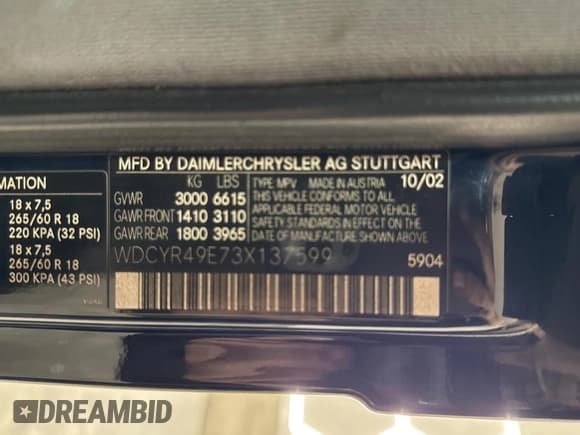 MFD BY DAIMLERCHRYSLER AG STUTTGART
KG LBS TYPE MPV MADE IN AUSTRIA 10/02
GVWR 3000 6615 THIS VEHICLE CONFORMS TO ALL
GAWR FRONT 1410 3110 APPLICABLE FEDERAL MOTOR VEHICLE
GAWR REAR 1800 3965 SAFETY STANDARDS IN EFFECT ON THE
DATE OF MANUFACTURE SHOWN ABOVE
WDCYR49E73X137599 5904
MATION
18 x 7,5
265/60 R 18
220 KPA (32 PSI)
18 x 7,5
265/60 R 18
300 KPA (43 PSI)
DREAMBID